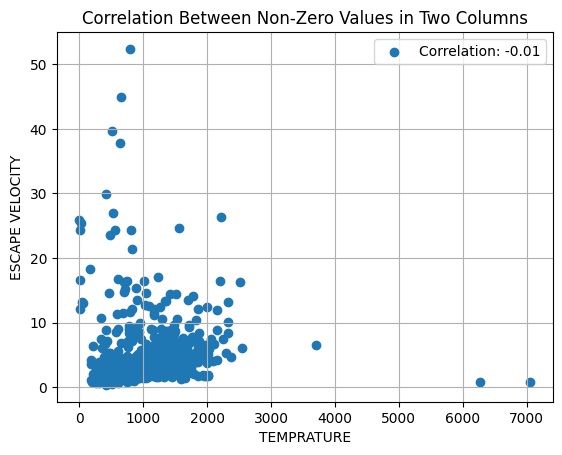 Correlation Between Non-Zero Values in Two Columns
Correlation: -0.01
ESCAPE VELOCITY
50
40
30
20
10
0
0 1000 2000 3000 4000 5000 6000 7000
TEMPRATURE